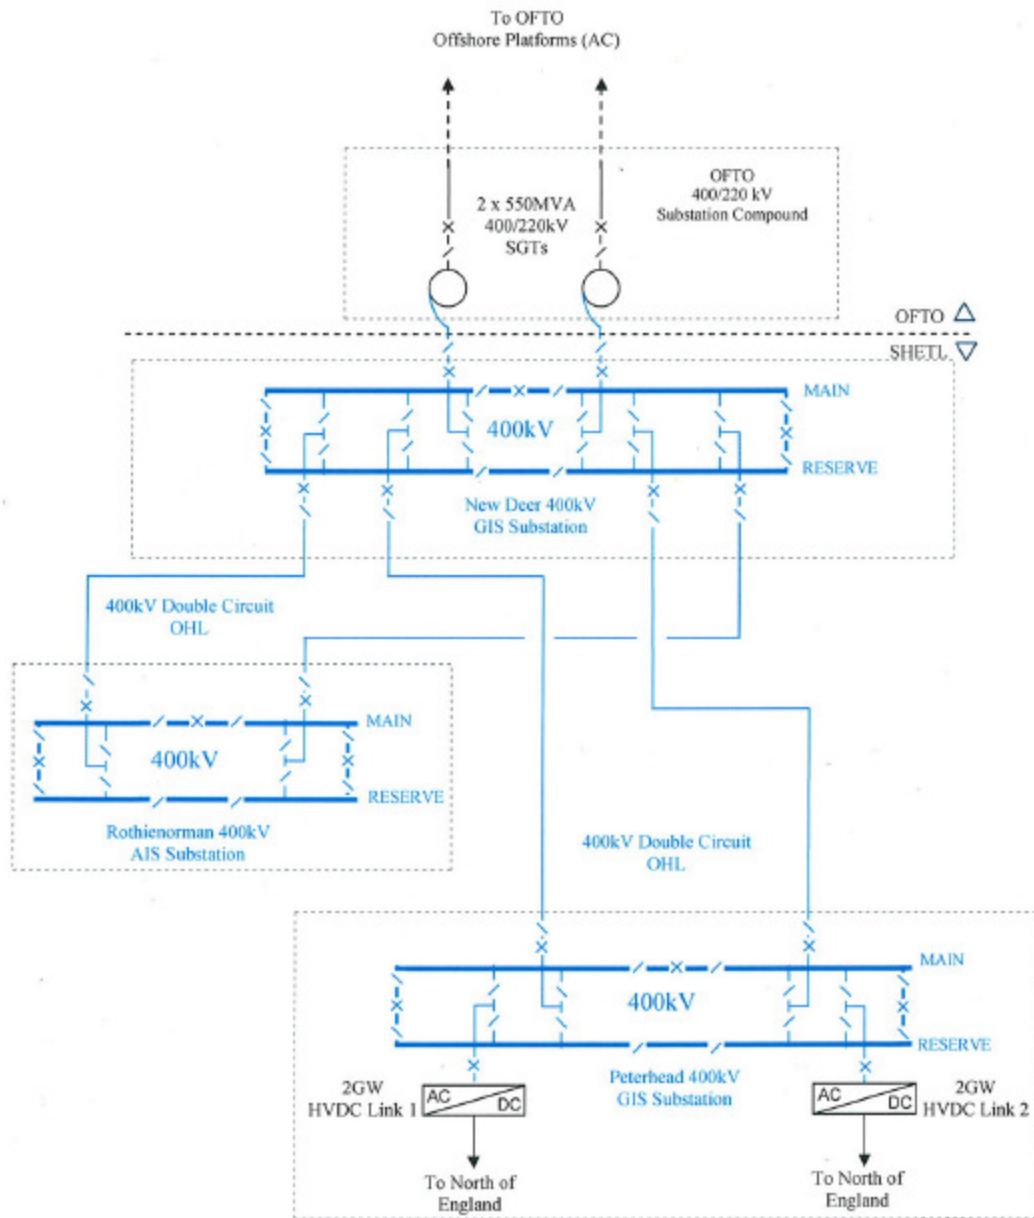 To OFTO
Offshore Platforms (AC)
OFTO
400/220 kV
Substation Compound
2 x 550MVA
400/220kV
SGTs
OFTO
SHETL
MAIN
400kV
RESERVE
New Deer 400kV
GIS Substation
400kV Double Circuit
OHL
MAIN
400kV
RESERVE
Rothienorman 400kV
AIS Substation
400kV Double Circuit
OHL
MAIN
400kV
RESERVE
Peterhead 400kV
GIS Substation
2GW
HVDC Link 1
AC
DC
AC
DC
2GW
HVDC Link 2
To North of
England
To North of
England